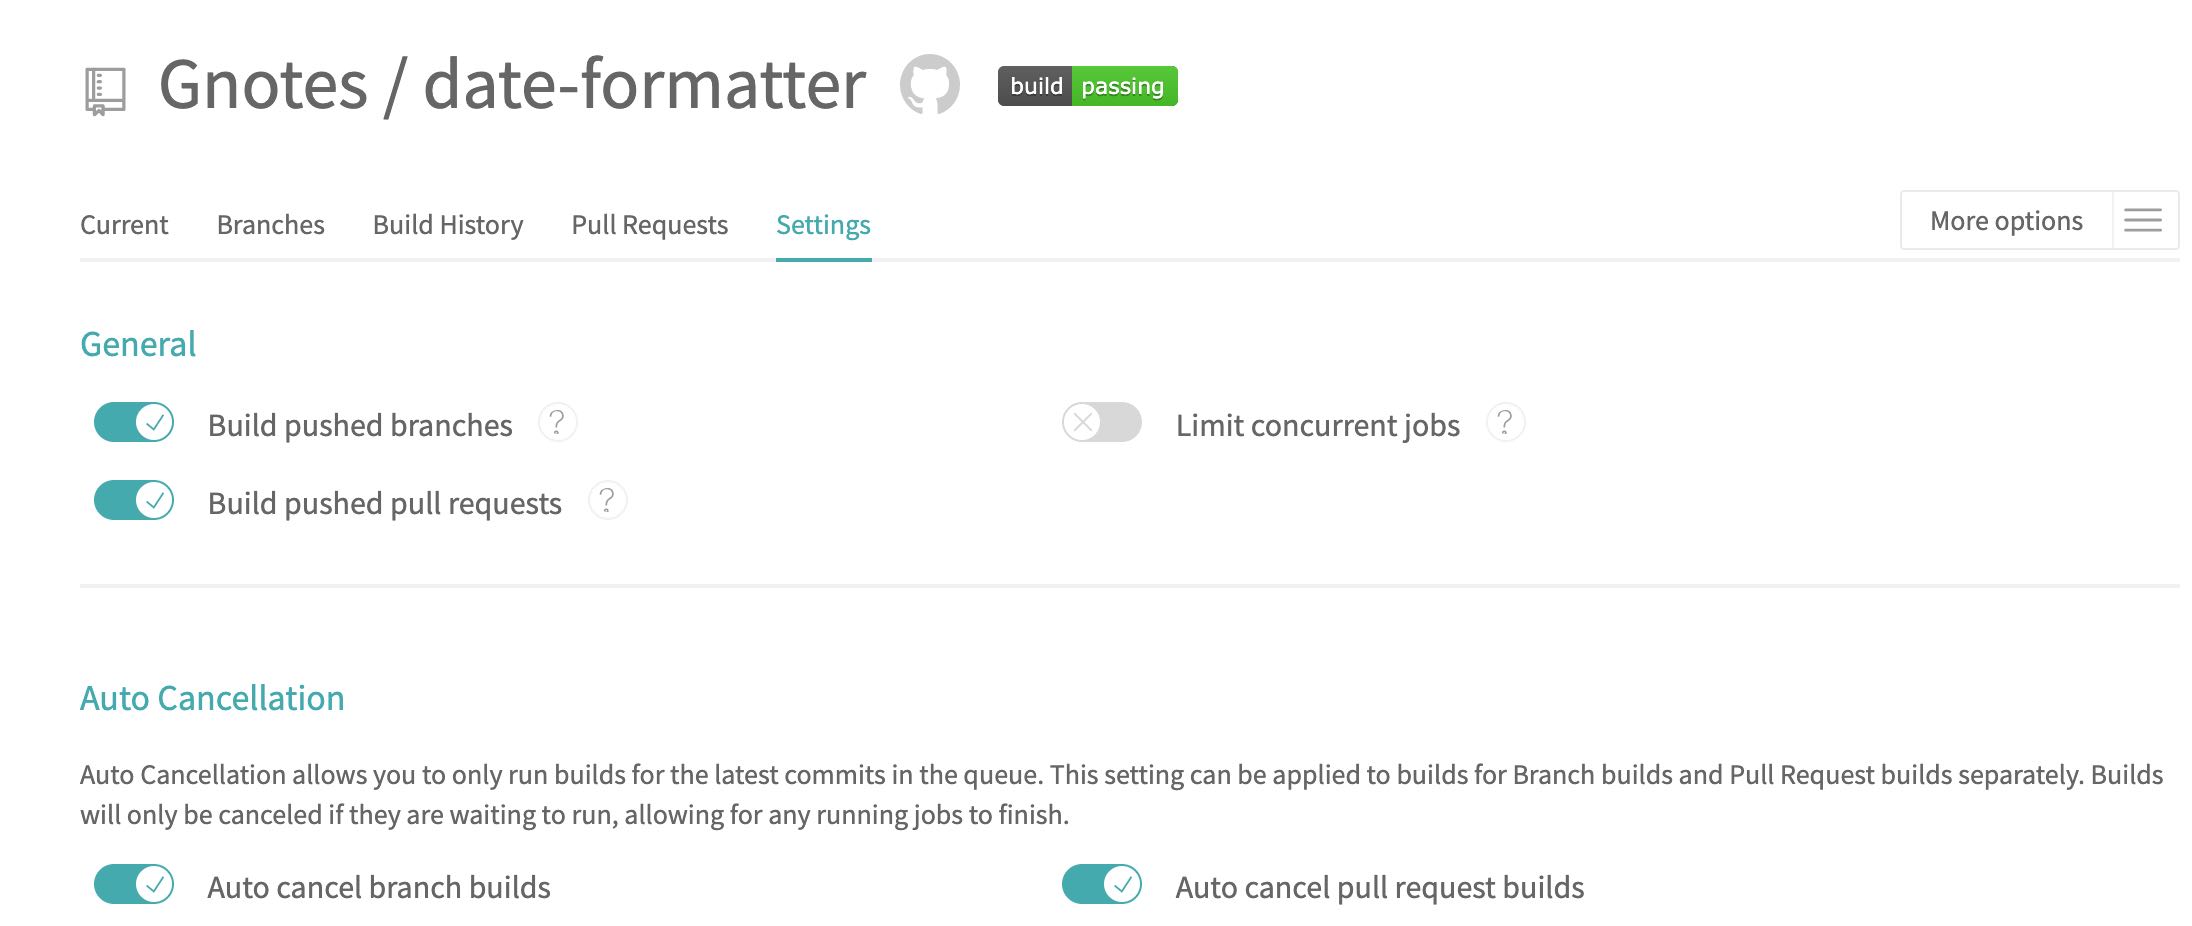 Gnotes / date-formatter build passing
Current Branches Build History Pull Requests Settings More options
General
Build pushed branches ? Limit concurrent jobs ?
Build pushed pull requests ?
Auto Cancellation
Auto Cancellation allows you to only run builds for the latest commits in the queue. This setting can be applied to builds for Branch builds and Pull Request builds separately. Builds
will only be canceled if they are waiting to run, allowing for any running jobs to finish.
Auto cancel branch builds Auto cancel pull request builds